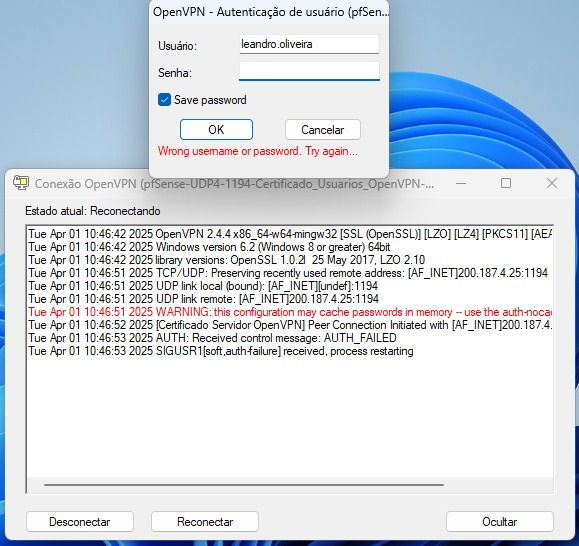 OpenVPN - Autenticação de usuário (pfSen...
Usuário:
leandro.oliveira
Senha:
Save password
OK
Cancelar
Wrong username or password. Try again...
Conexão OpenVPN (pfSense-UDP4-1194-Certificado_Usuarios_OpenVPN-...
Estado atual: Reconectando
Tue Apr 01 10:46:42 2025 OpenVPN 2.4.4 x86_64-w64-mingw32 [SSL (OpenSSL)] [LZO] [LZ4] [PKCS11] [AEA
Tue Apr 01 10:46:42 2025 Windows version 6.2 (Windows 8 or greater) 64bit
Tue Apr 01 10:46:42 2025 library versions: OpenSSL 1.0.2l  25 May 2017, LZO 2.10
Tue Apr 01 10:46:51 2025 TCP/UDP: Preserving recently used remote address: [AF_INET]200.187.4.25:1194
Tue Apr 01 10:46:51 2025 UDP link local (bound): [AF_INET][undef]:1194
Tue Apr 01 10:46:51 2025 UDP link remote: [AF_INET]200.187.4.25:1194
Tue Apr 01 10:46:51 2025 WARNING: this configuration may cache passwords in memory -- use the auth-nocac
Tue Apr 01 10:46:52 2025 [Certificado Servidor OpenVPN] Peer Connection Initiated with [AF_INET]200.187.4.
Tue Apr 01 10:46:53 2025 AUTH: Received control message: AUTH_FAILED
Tue Apr 01 10:46:53 2025 SIGUSR1[soft,auth-failure] received, process restarting
Desconectar
Reconectar
Ocultar